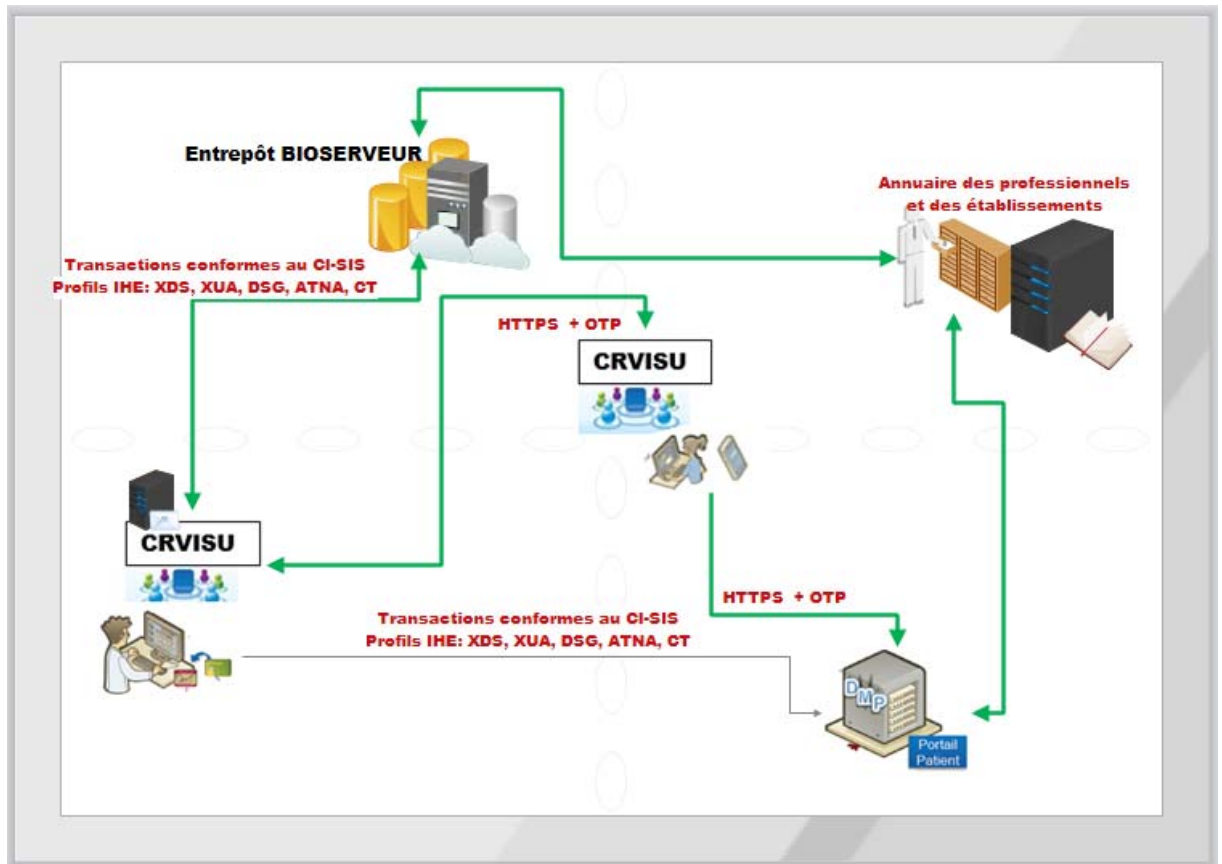 Entrepôt BIOSERVEUR
Annuaire des professionnels
et des établissements
Transactions conformes au CI-SIS
Profils IHE: XDS, XUA, DSG, ATNA, CT
HTTPS + OTP
CRVISU
CRVISU
HTTPS + OTP
Transactions conformes au CI-SIS
Profils IHE: XDS, XUA, DSG, ATNA, CT
DMP
Portail
Patient